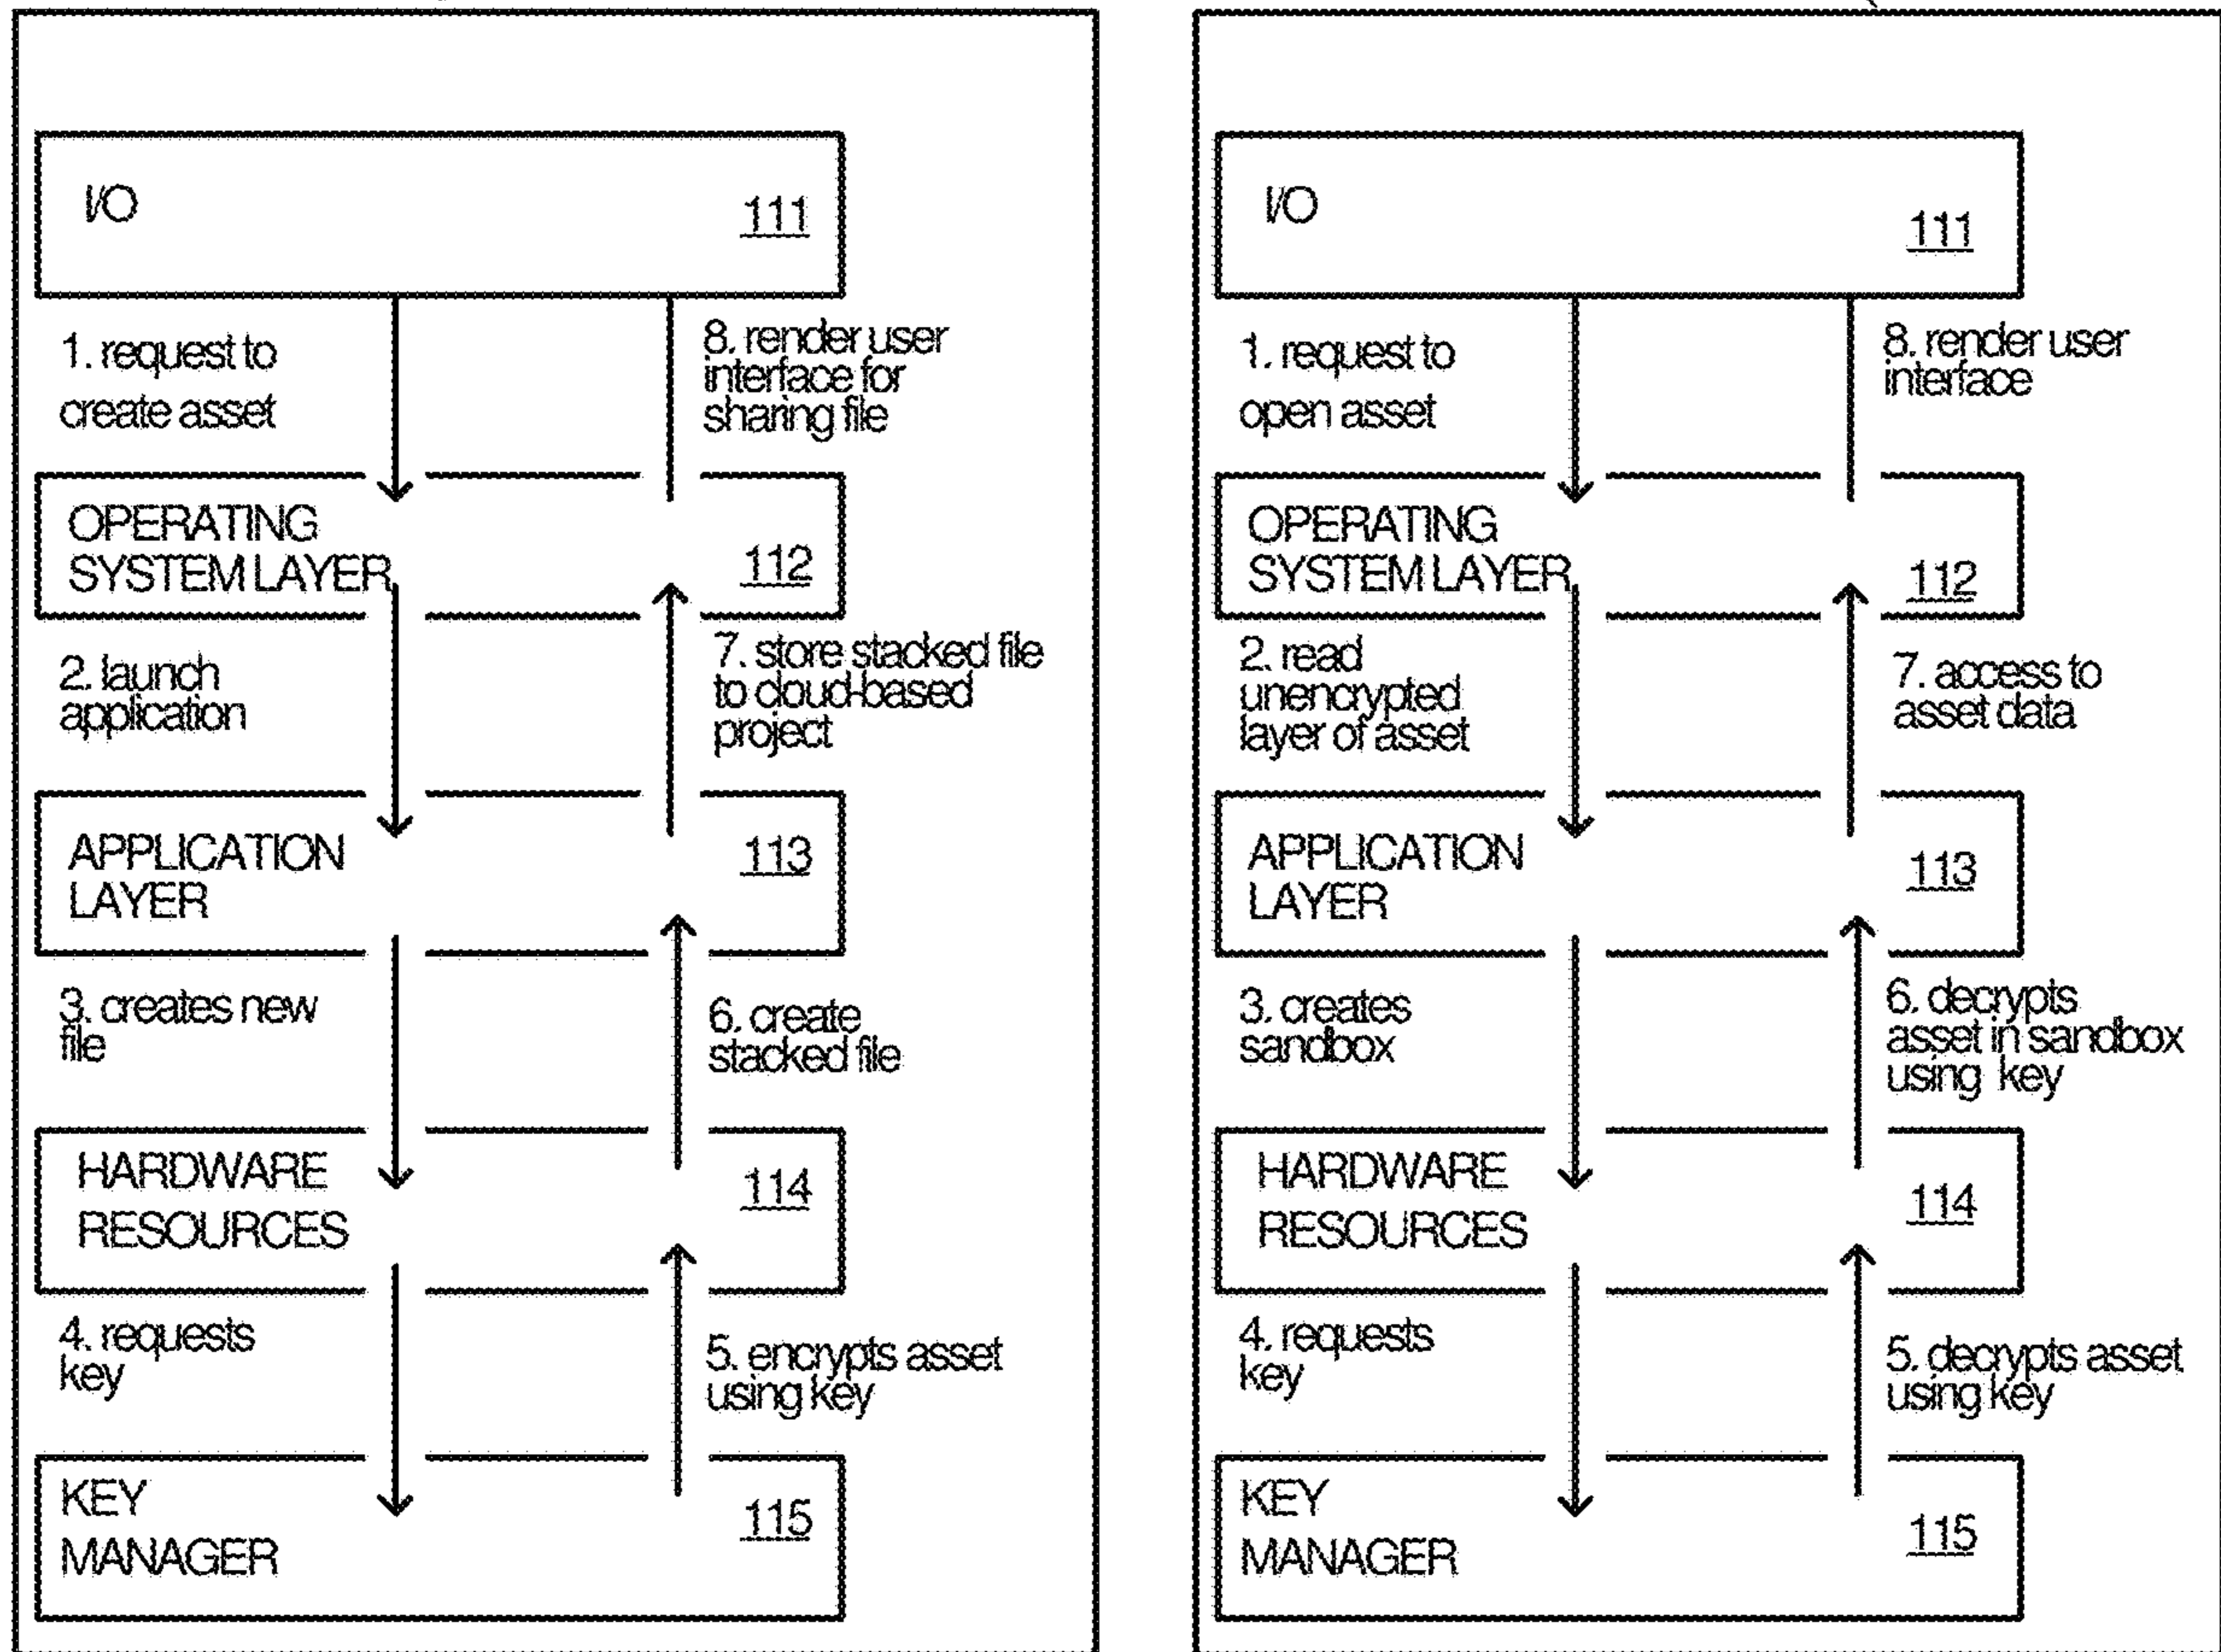 I/O
111
1. request to
create asset
8. render user
interface for
sharing file
OPERATING
SYSTEM LAYER
112
2. launch
application
7. store stacked file
to cloud-based
project
APPLICATION
LAYER
113
3. creates new
file
6. create
stacked file
HARDWARE
RESOURCES
114
4. requests
key
5. encrypts asset
using key
KEY
MANAGER
115
I/O
111
1. request to
open asset
8. render user
interface
OPERATING
SYSTEM LAYER
112
2. read
unencrypted
layer of asset
7. access to
asset data
APPLICATION
LAYER
113
3. creates
sandbox
6. decrypts
asset in sandbox
using key
HARDWARE
RESOURCES
114
4. requests
key
5. decrypts asset
using key
KEY
MANAGER
115